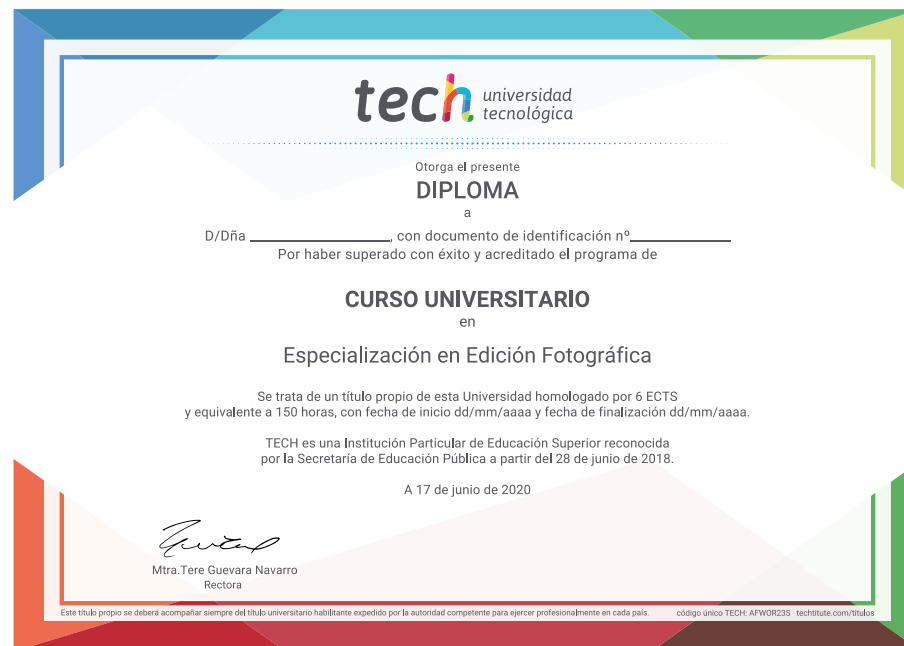 tech universidad
tecnológica
Otorga el presente
DIPLOMA
a
D/Dña ____________________, con documento de identificación nº______________
Por haber superado con éxito y acreditado el programa de
CURSO UNIVERSITARIO
en
Especialización en Edición Fotográfica
Se trata de un título propio de esta Universidad homologado por 6 ECTS
y equivalente a 150 horas, con fecha de inicio dd/mm/aaaa y fecha de finalización dd/mm/aaaa.
TECH es una Institución Particular de Educación Superior reconocida
por la Secretaría de Educación Pública a partir del 28 de junio de 2018.
A 17 de junio de 2020
Mtra.Tere Guevara Navarro
Rectora
Este título propio se deberá acompañar siempre del título universitario habilitante expedido por la autoridad competente para ejercer profesionalmente en cada país. código único TECH: AFWOR23S techtitute.com/titulos